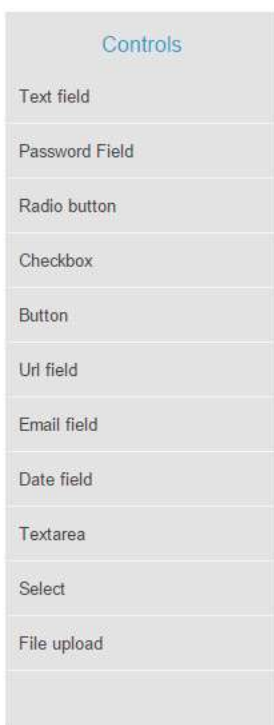 Controls
Text field
Password Field
Radio button
Checkbox
Button
Url field
Email field
Date field
Textarea
Select
File upload